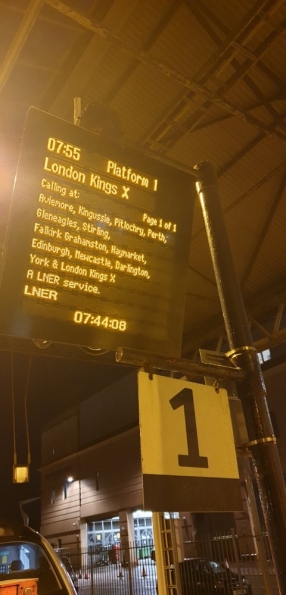 07:55 Platform 1
London Kings X
Calling at: Page 1 of 1
Aviemore, Kingussie, Pitlochry, Perth,
Gleneagles, Stirling,
Falkirk Grahamston, Haymarket,
Edinburgh, Newcastle, Darlington,
York & London Kings X
A LNER service.
LNER
07:44:08
1